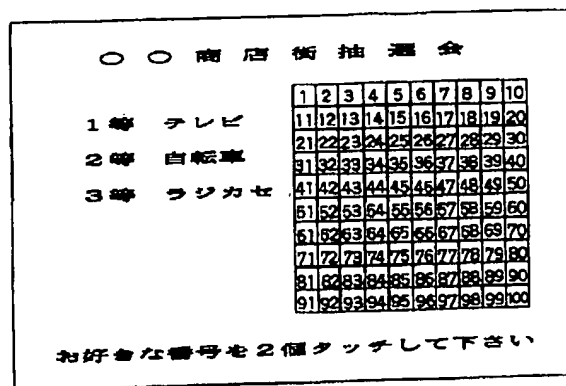 ○○商店街抽選会
1等 テレビ
2等 自転車
3等 ラジカセ
1 2 3 4 5 6 7 8 9 10
11 12 13 14 15 16 17 18 19 20
21 22 23 24 25 26 27 28 29 30
31 32 33 34 35 36 37 38 39 40
41 42 43 44 45 46 47 48 49 50
51 52 53 54 55 56 57 58 59 60
61 62 63 64 65 66 67 68 69 70
71 72 73 74 75 76 77 78 79 80
81 82 83 84 85 86 87 88 89 90
91 92 93 94 95 96 97 98 99 100
お好きな番号を2個タッチして下さい